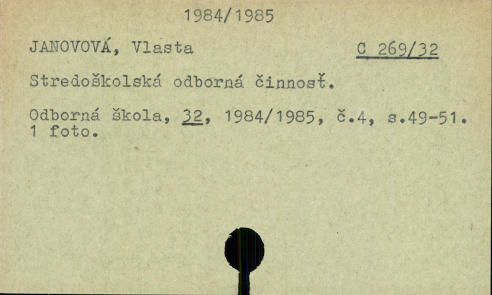 1984/1985
JANOVOVÁ, Vlasta C 269/32
Stredoškolská odborná činnosť.
Odborná škola, 32, 1984/1985, č.4, s.49-51.
1 foto.